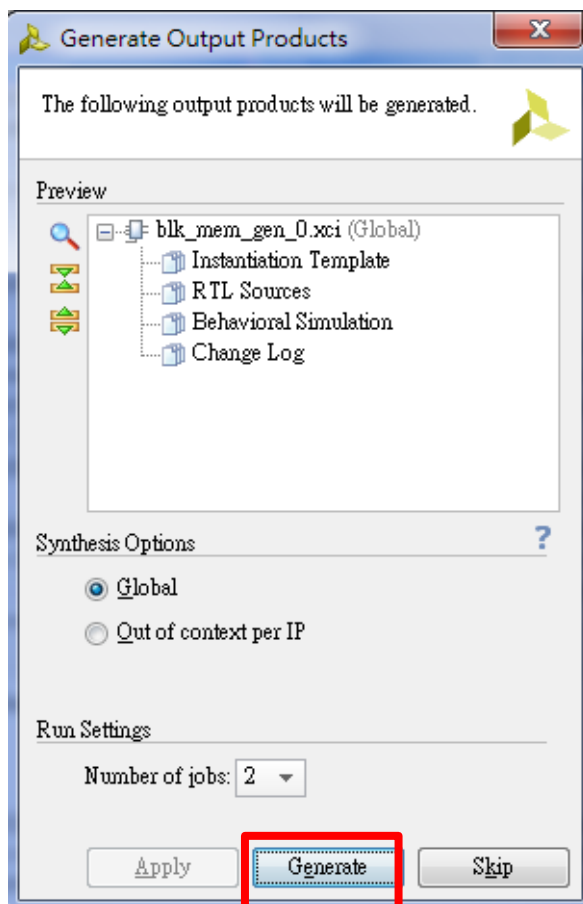 Generate Output Products
The following output products will be generated.
Preview
blk_mem_gen_0.xci (Global)
Instantiation Template
RTL Sources
Behavioral Simulation
Change Log
Synthesis Options
?
Global
Out of context per IP
Run Settings
Number of jobs: 2
Apply Generate Skip